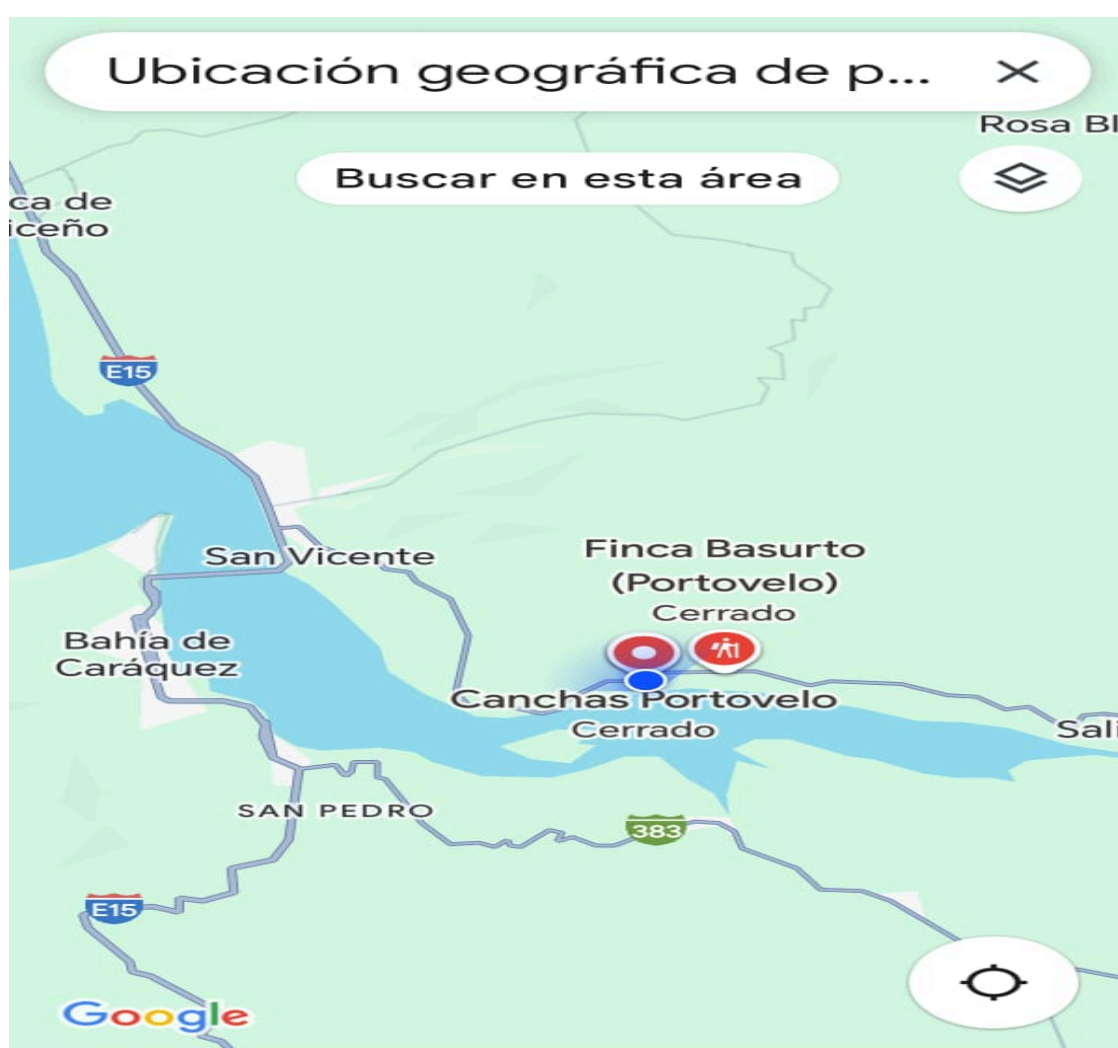 Ubicación geográfica de p...
Rosa Bl
Buscar en esta área
ca de
iceño
E15
San Vicente
Finca Basurto
(Portovelo)
Cerrado
Bahía de
Caráquez
Canchas Portovelo
Cerrado
Sali
SAN PEDRO
383
E15
Google